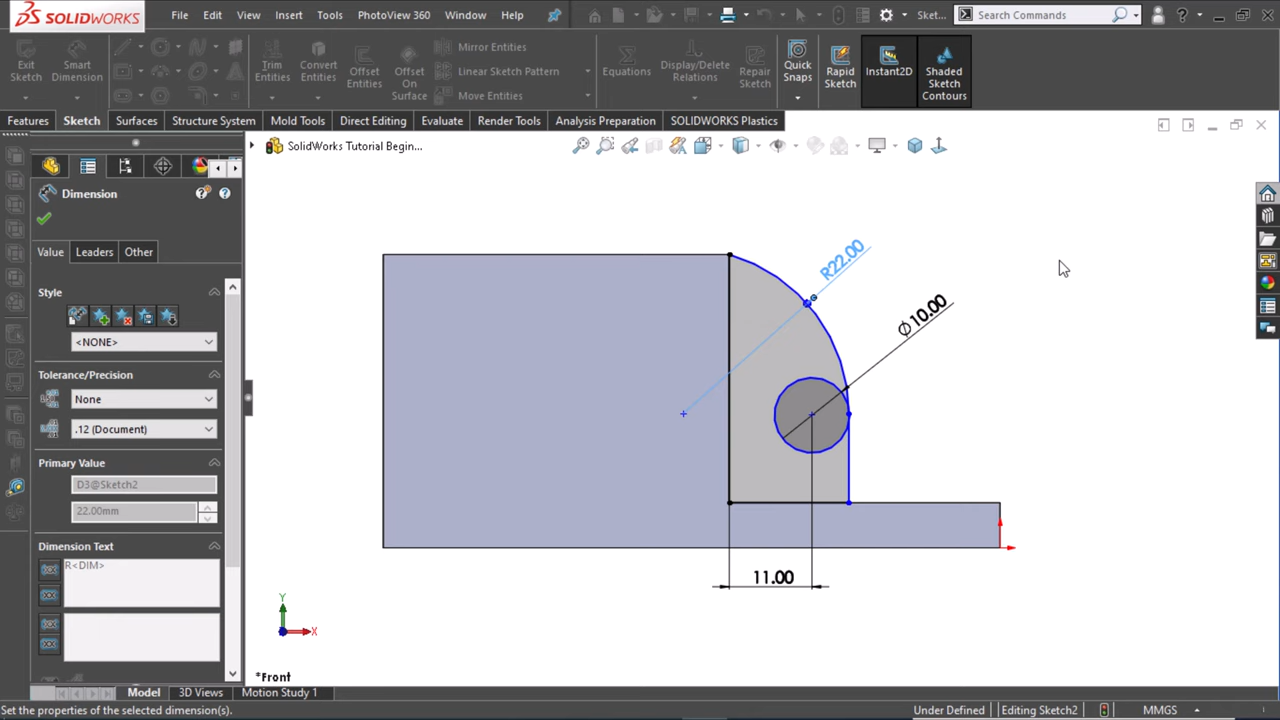 SOLIDWORKS File Edit View Insert Tools PhotoView 360 Window Help Sket... Search Commands ?
Exit Sketch Smart Dimension Trim Entities Convert Entities Offset Entities Offset On Surface Mirror Entities Linear Sketch Pattern Move Entities Equations Display/Delete Relations Repair Sketch Quick Snaps Rapid Sketch Instant2D Shaded Sketch Contours
Features Sketch Surfaces Structure System Mold Tools Direct Editing Evaluate Render Tools Analysis Preparation SOLIDWORKS Plastics
SolidWorks Tutorial Begin...
Dimension
Value Leaders Other
Style
<NONE>
Tolerance/Precision
None
.12 (Document)
Primary Value
D3@Sketch2
22.00mm
Dimension Text
R<DIM>
R22.00
Ø10.00
11.00
Y
X
*Front
Model 3D Views Motion Study 1
Set the properties of the selected dimension(s). Under Defined Editing Sketch2 MMGS